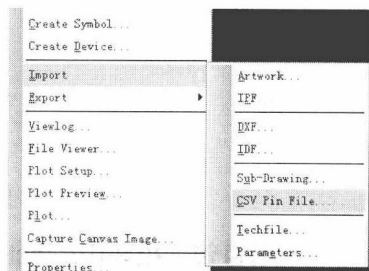 Create Symbol...
Create Device...
Import
Export
Viewlog...
File Viewer...
Plot Setup...
Plot Preview...
Plot...
Capture Canvas Image...
Properties...
Artwork...
IPF
DXF...
IDF...
Sub-Drawing...
CSV Pin File...
Techfile...
Parameters...